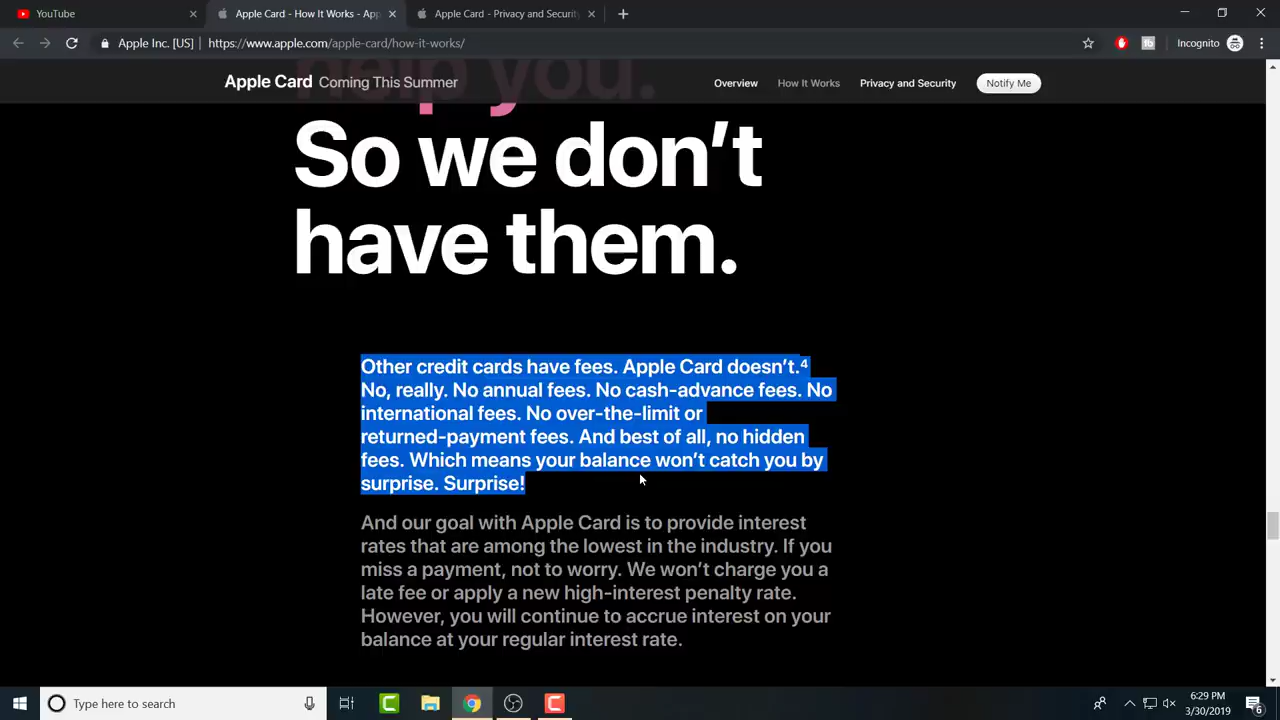 YouTube
Apple Card - How It Works - App
Apple Card - Privacy and Security
Apple Inc. [US] | https://www.apple.com/apple-card/how-it-works/
Incognito
Apple Card Coming This Summer
Overview
How It Works
Privacy and Security
Notify Me
help you.
So we don’t
have them.
Other credit cards have fees. Apple Card doesn’t.⁴
No, really. No annual fees. No cash-advance fees. No
international fees. No over-the-limit or
returned-payment fees. And best of all, no hidden
fees. Which means your balance won’t catch you by
surprise. Surprise!
And our goal with Apple Card is to provide interest
rates that are among the lowest in the industry. If you
miss a payment, not to worry. We won’t charge you a
late fee or apply a new high-interest penalty rate.
However, you will continue to accrue interest on your
balance at your regular interest rate.
Type here to search
6:29 PM
3/30/2019
6